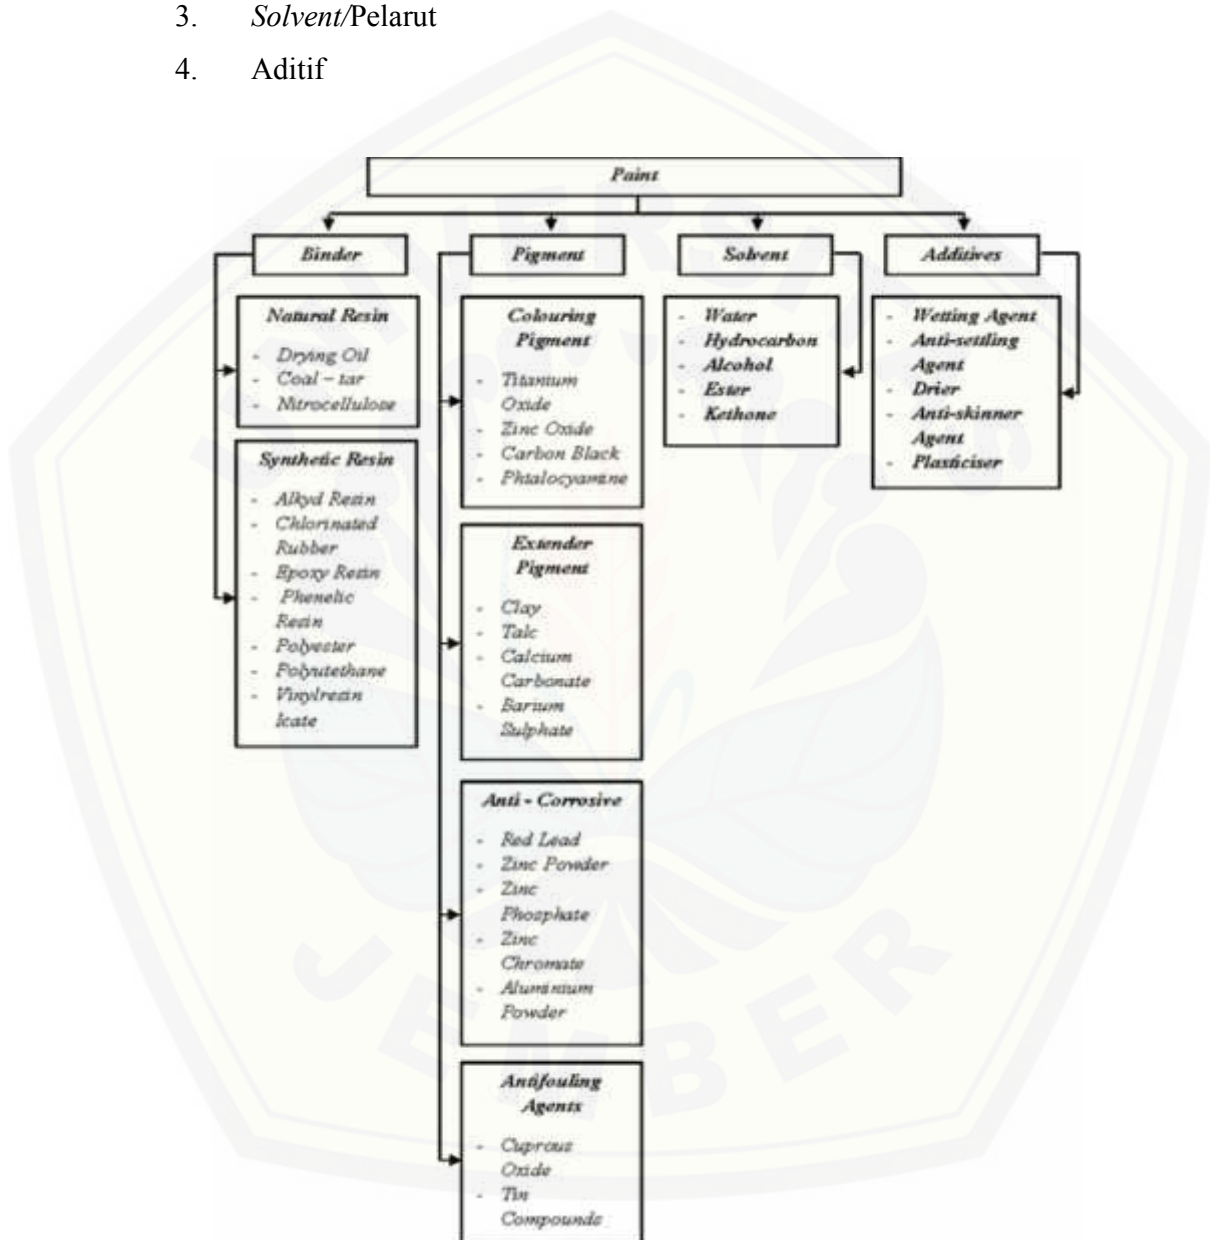 3. Solvent/Pelarut
4. Aditif
Paint
Binder
Natural Resin
- Drying Oil
- Coal – tar
- Nitrocellulose
Synthetic Resin
- Alkyd Resin
- Chlorinated
Rubber
- Epoxy Resin
- Phenelic
Resin
- Polyester
- Polyutethane
- Vinylresin
Icate
Pigment
Colouring
Pigment
- Titanium
Oxide
- Zinc Oxide
- Carbon Black
- Phtalocyamine
Extender
Pigment
- Clay
- Talc
- Calcium
Carbonate
- Barium
Sulphate
Anti - Corrosive
- Red Lead
- Zinc Powder
- Zinc
Phosphate
- Zinc
Chromate
- Aluminium
Powder
Antifouling
Agents
- Cuprous
Oxide
- Tin
Compounds
Solvent
- Water
- Hydrocarbon
- Alcohol
- Ester
- Kethone
Additives
- Wetting Agent
- Anti-settling
Agent
- Drier
- Anti-skinner
Agent
- Plasticiser
UNIVERSITAS
JEMBER